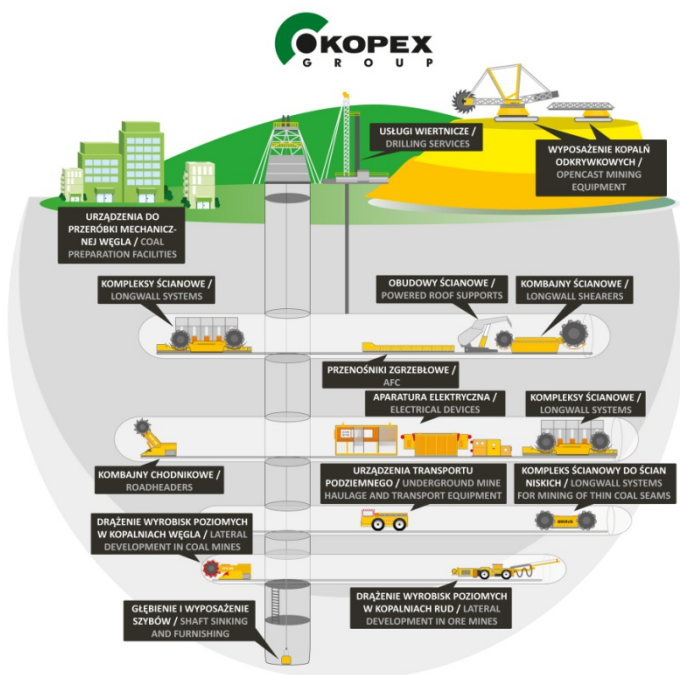 KOPEX
GROUP
USŁUGI WIERTNICZE /
DRILLING SERVICES
WYPOSAŻENIE KOPALŃ
ODKRYWKOWYCH /
OPENCAST MINING
EQUIPMENT
URZĄDZENIA DO
PRZERÓBKI MECHANICZ-
NEJ WĘGLA / COAL
PREPARATION FACILITIES
KOMPLEKSY ŚCIANOWE /
LONGWALL SYSTEMS
OBUDOWY ŚCIANOWE /
POWERED ROOF SUPPORTS
KOMBAJNY ŚCIANOWE /
LONGWALL SHEARERS
PRZENOŚNIKI ZGRZEBŁOWE /
AFC
APARATURA ELEKTRYCZNA /
ELECTRICAL DEVICES
KOMPLEKSY ŚCIANOWE /
LONGWALL SYSTEMS
KOMBAJNY CHODNIKOWE /
ROADHEADERS
URZĄDZENIA TRANSPORTU
PODZIEMNEGO / UNDERGROUND MINE
HAULAGE AND TRANSPORT EQUIPMENT
KOMPLEKS ŚCIANOWY DO ŚCIAN
NISKICH / LONGWALL SYSTEMS
FOR MINING OF THIN COAL SEAMS
DRĄŻENIE WYROBISK POZIOMYCH
W KOPALNIACH WĘGLA / LATERAL
DEVELOPMENT IN COAL MINES
DRĄŻENIE WYROBISK POZIOMYCH
W KOPALNIACH RUD / LATERAL
DEVELOPMENT IN ORE MINES
GŁĘBIENIE I WYPOSAŻENIE
SZYBÓW / SHAFT SINKING
AND FURNISHING